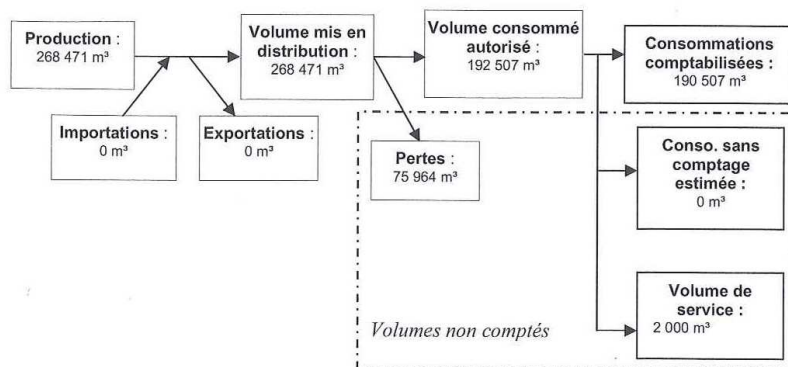 Production :
268 471 m³
Volume mis en
distribution :
268 471 m³
Volume consommé
autorisé :
192 507 m³
Consommations
comptabilisées :
190 507 m³
Importations :
0 m³
Exportations :
0 m³
Pertes :
75 964 m³
Conso. sans
comptage
estimée :
0 m³
Volume de
service :
2 000 m³
Volumes non comptés